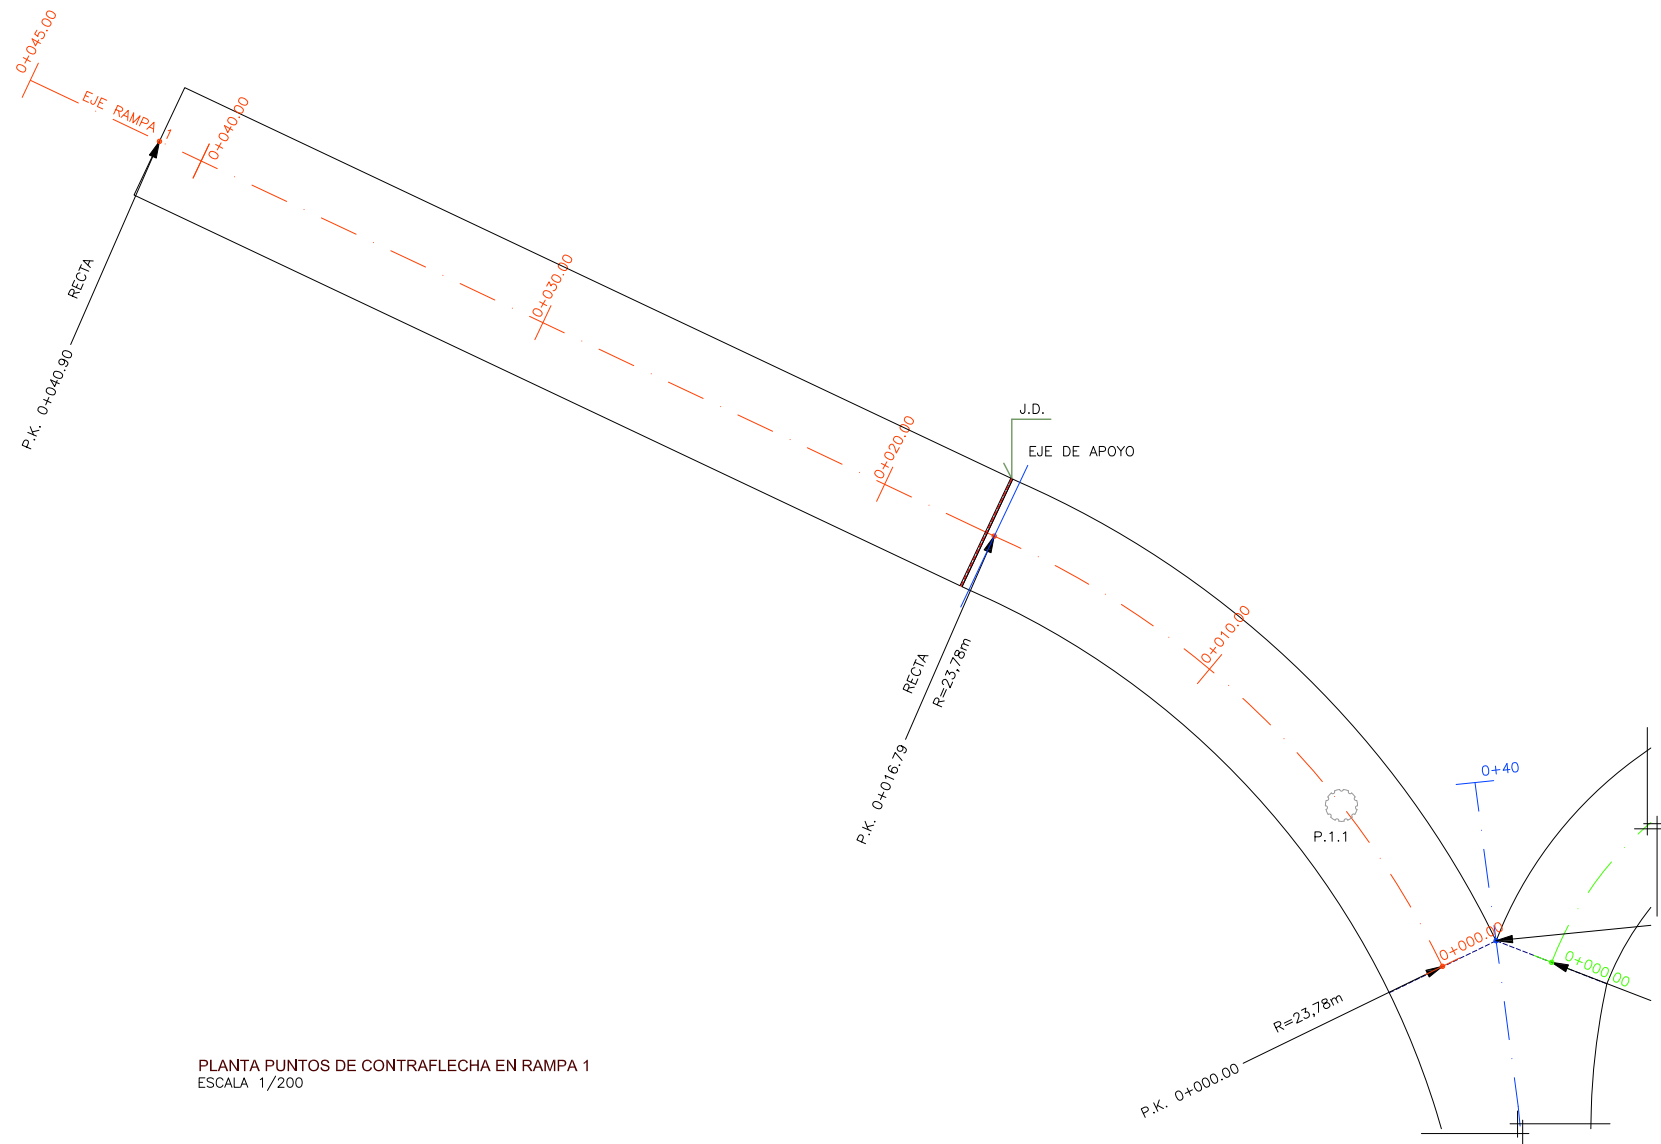 0+045.00
EJE RAMPA 1
0+040.00
RECTA
P.K. 0+040.90
0+030.00
0+020.00
J.D.
EJE DE APOYO
RECTA
R=23,78m
P.K. 0+016.79
0+010.00
P.1.1
0+40
0+000.00
0+000.00
R=23,78m
P.K. 0+000.00
PLANTA PUNTOS DE CONTRAFLECHA EN RAMPA 1
ESCALA 1/200